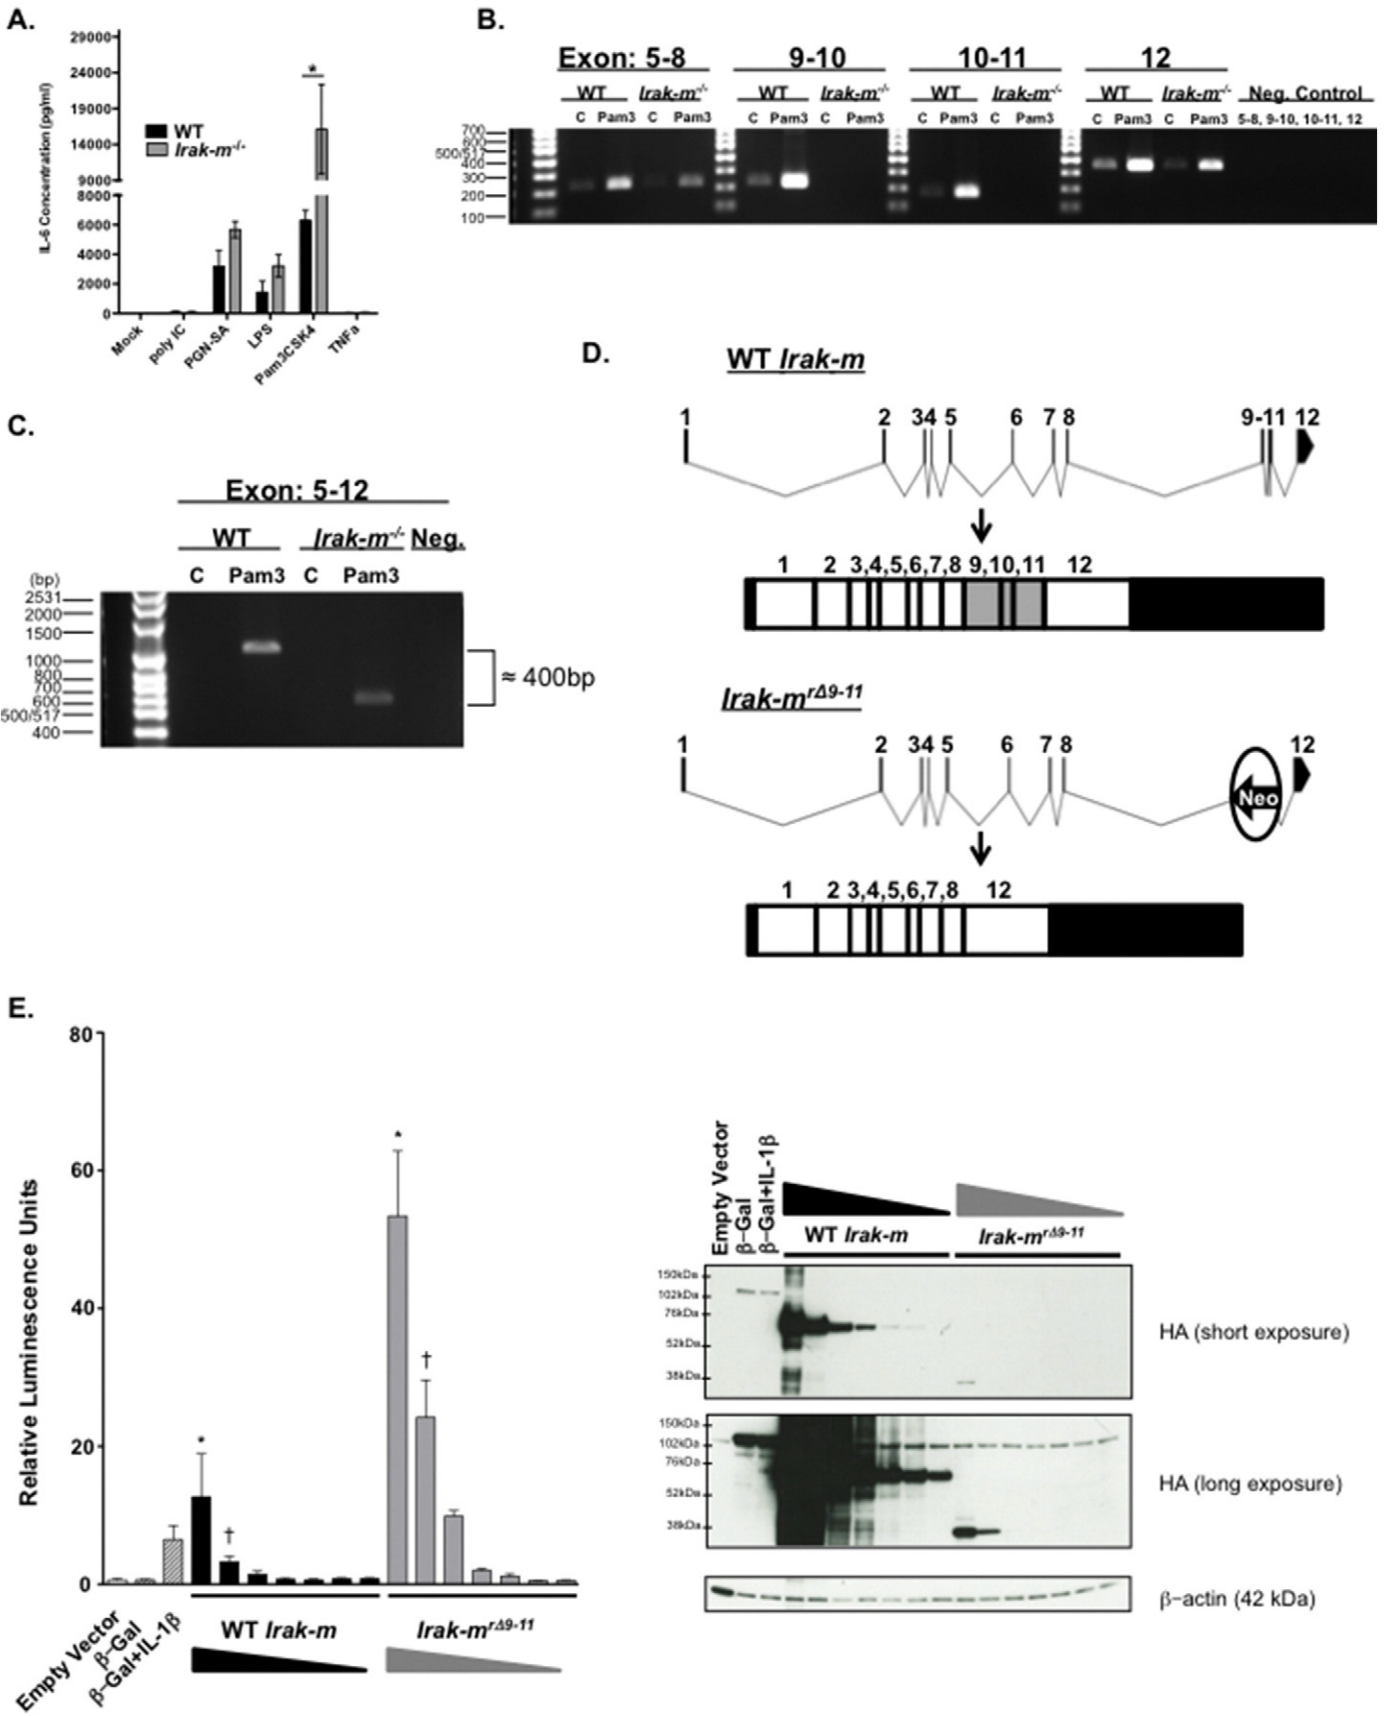 A.
29000
24000
19000
14000
9000
8000
6000
4000
2000
0
IL-6 Concentration (pg/ml)
WT
Irak-m-/-
*
Mock
poly IC
PGN-SA
LPS
Pam3CSK4
TNFa
B.
Exon: 5-8 9-10 10-11 12
WT Irak-m-/- WT Irak-m-/- WT Irak-m-/- WT Irak-m-/- Neg. Control
C Pam3 C Pam3 C Pam3 C Pam3 C Pam3 C Pam3 C Pam3 C Pam3 5-8, 9-10, 10-11, 12
700
600
500/517
400
300
200
100
C.
Exon: 5-12
WT Irak-m-/- Neg.
C Pam3 C Pam3
(bp)
2531
2000
1500
1000
800
700
600
500/517
400
≈ 400bp
D.
WT Irak-m
1 2 34 5 6 7 8 9-11 12
1 2 3,4,5,6,7,8 9,10,11 12
Irak-mrΔ9-11
1 2 34 5 6 7 8 12
Neo
1 2 3,4,5,6,7,8 12
E.
80
60
40
20
0
Relative Luminescence Units
*
†
*
†
Empty Vector
β-Gal
β-Gal+IL-1β
WT Irak-m
Irak-mrΔ9-11
Empty Vector
β-Gal
β-Gal+IL-1β
WT Irak-m
Irak-mrΔ9-11
150kDa
102kDa
76kDa
52kDa
38kDa
HA (short exposure)
150kDa
102kDa
76kDa
52kDa
38kDa
HA (long exposure)
β-actin (42 kDa)